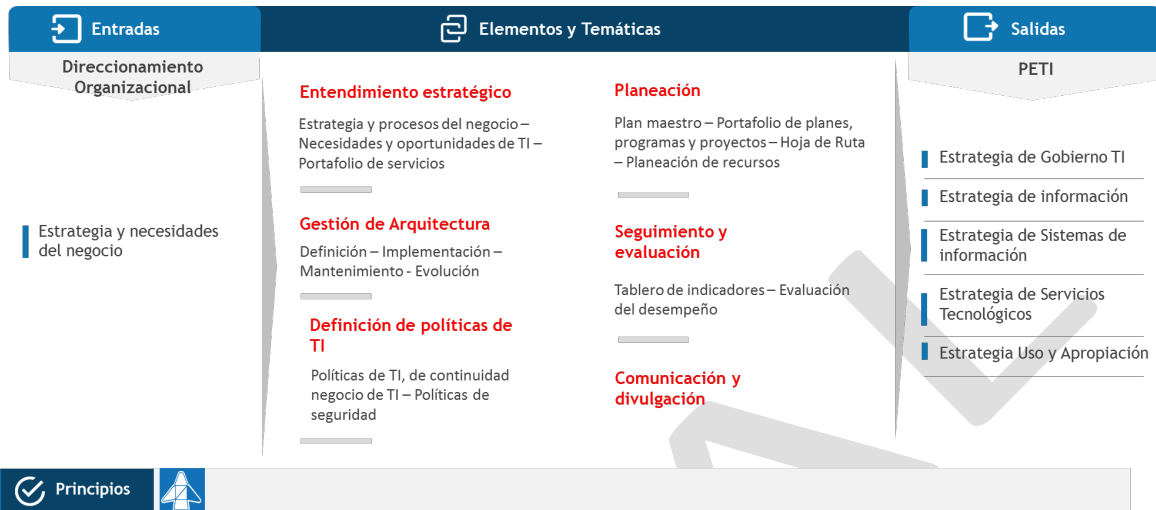 Entradas
Elementos y Temáticas
Salidas
Direccionamiento
Organizacional
Estrategia y necesidades
del negocio
Entendimiento estratégico
Estrategia y procesos del negocio –
Necesidades y oportunidades de TI –
Portafolio de servicios
Gestión de Arquitectura
Definición – Implementación –
Mantenimiento - Evolución
Definición de políticas de
TI
Políticas de TI, de continuidad
negocio de TI – Políticas de
seguridad
Planeación
Plan maestro – Portafolio de planes,
programas y proyectos – Hoja de Ruta
– Planeación de recursos
Seguimiento y
evaluación
Tablero de indicadores – Evaluación
del desempeño
Comunicación y
divulgación
PETI
Estrategia de Gobierno TI
Estrategia de información
Estrategia de Sistemas de
información
Estrategia de Servicios
Tecnológicos
Estrategia Uso y Apropiación
AL
Principios